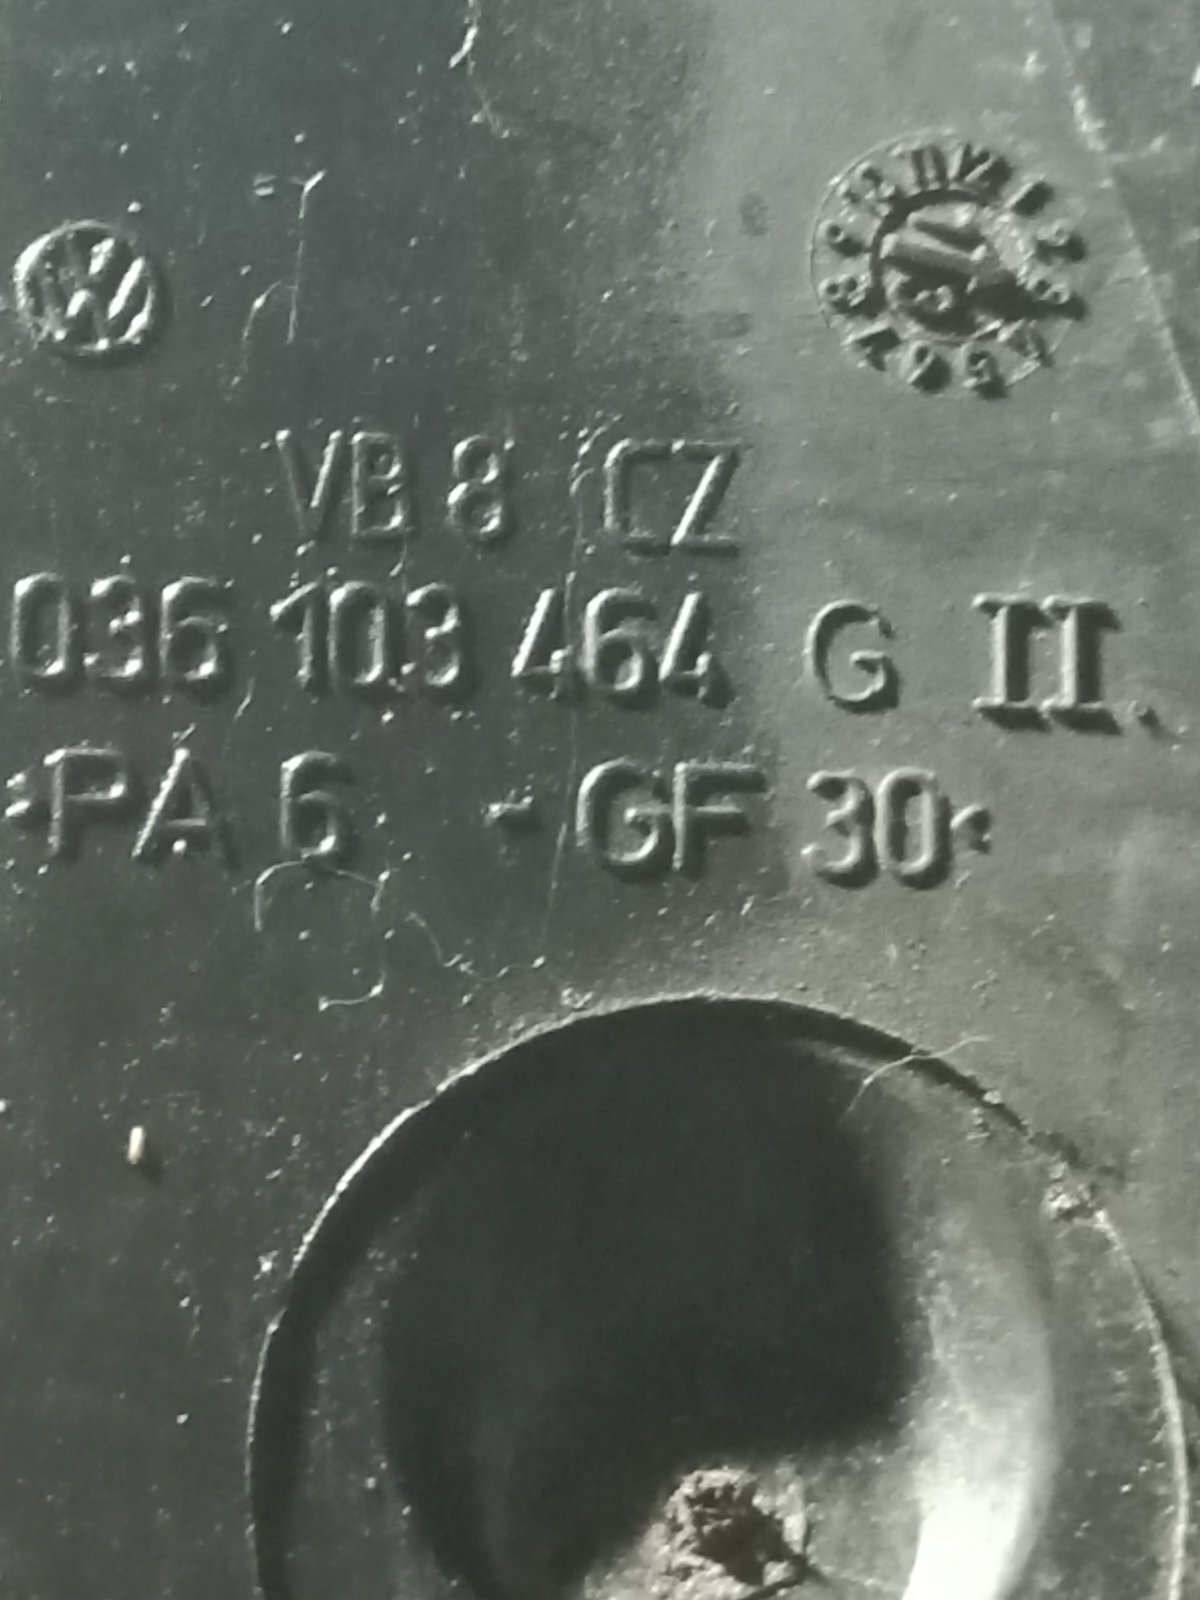 VB 8 CZ
036 103 464 G II.
>PA 6 - GF 30<